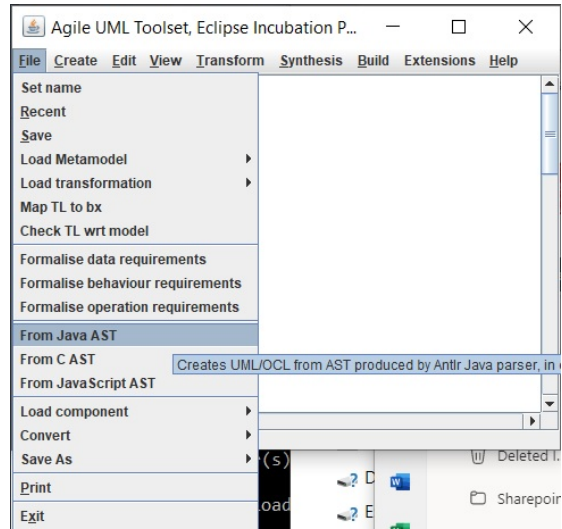 Agile UML Toolset, Eclipse Incubation P...
File Create Edit View Transform Synthesis Build Extensions Help
Set name
Recent
Save
Load Metamodel
Load transformation
Map TL to bx
Check TL wrt model
Formalise data requirements
Formalise behaviour requirements
Formalise operation requirements
From Java AST
From C AST
Creates UML/OCL from AST produced by Antlr Java parser, in
From JavaScript AST
Load component
Convert
Save As
(s)
Deleted I...
D
Print
Sharepoin
oad
Exit
E